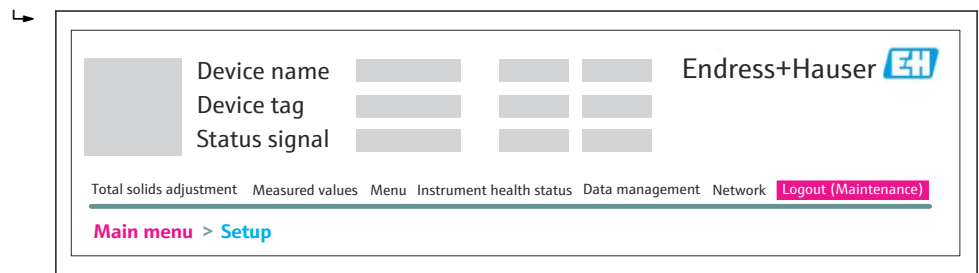 Device name
Endress+Hauser EH
Device tag
Status signal
Total solids adjustment Measured values Menu Instrument health status Data management Network Logout (Maintenance)
Main menu > Setup